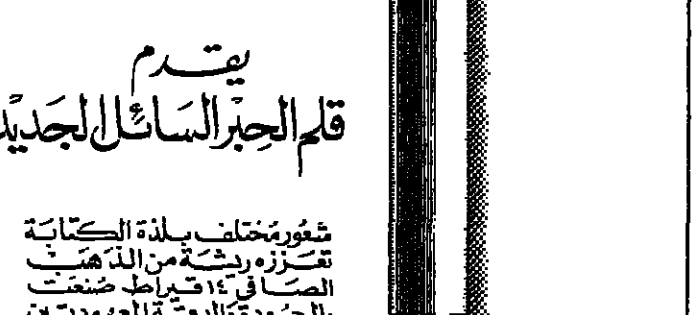 يقدم
قلم الحبر السائل الجديد
شعور مختلف بلذة الكتابة
تعززه ريشة من الذهب
الصافي ١٤ قيراط صنعت